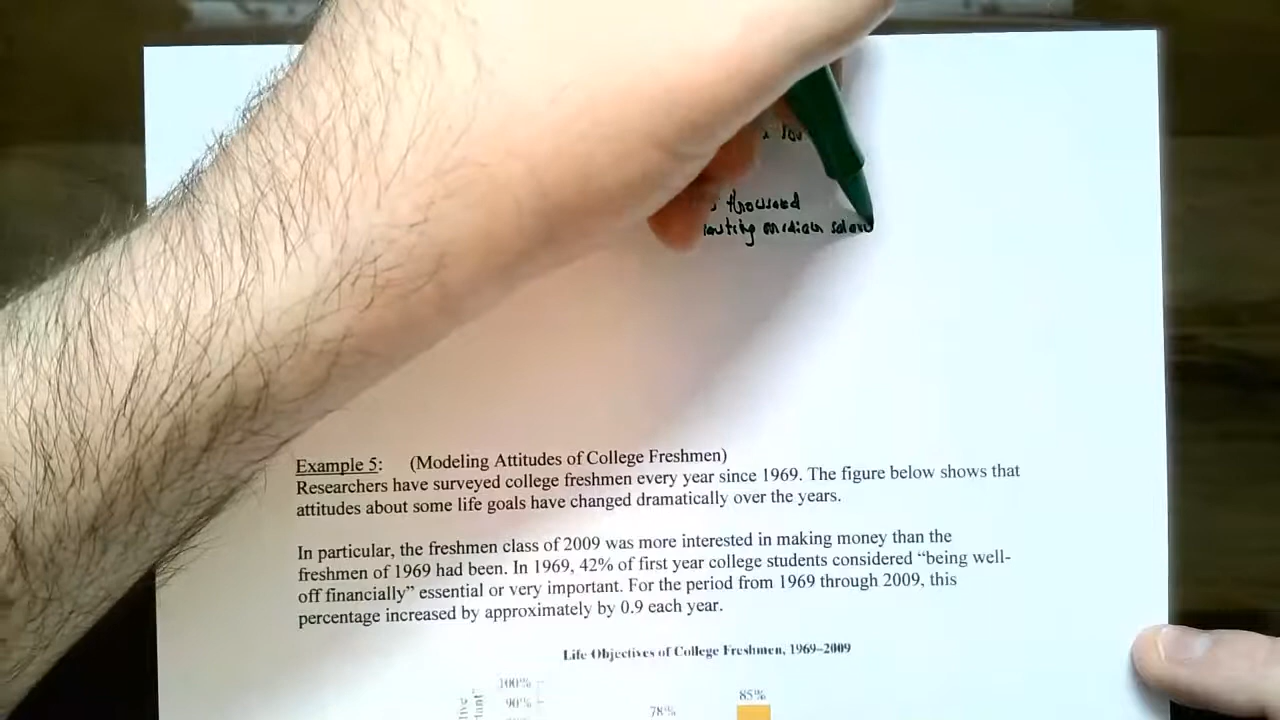 thousand
median salary
Example 5: (Modeling Attitudes of College Freshmen)
Researchers have surveyed college freshmen every year since 1969. The figure below shows that
attitudes about some life goals have changed dramatically over the years.
In particular, the freshmen class of 2009 was more interested in making money than the
freshmen of 1969 had been. In 1969, 42% of first year college students considered “being well-
off financially” essential or very important. For the period from 1969 through 2009, this
percentage increased by approximately by 0.9 each year.
Life Objectives of College Freshmen, 1969–2009
100%
90%
78%
85%